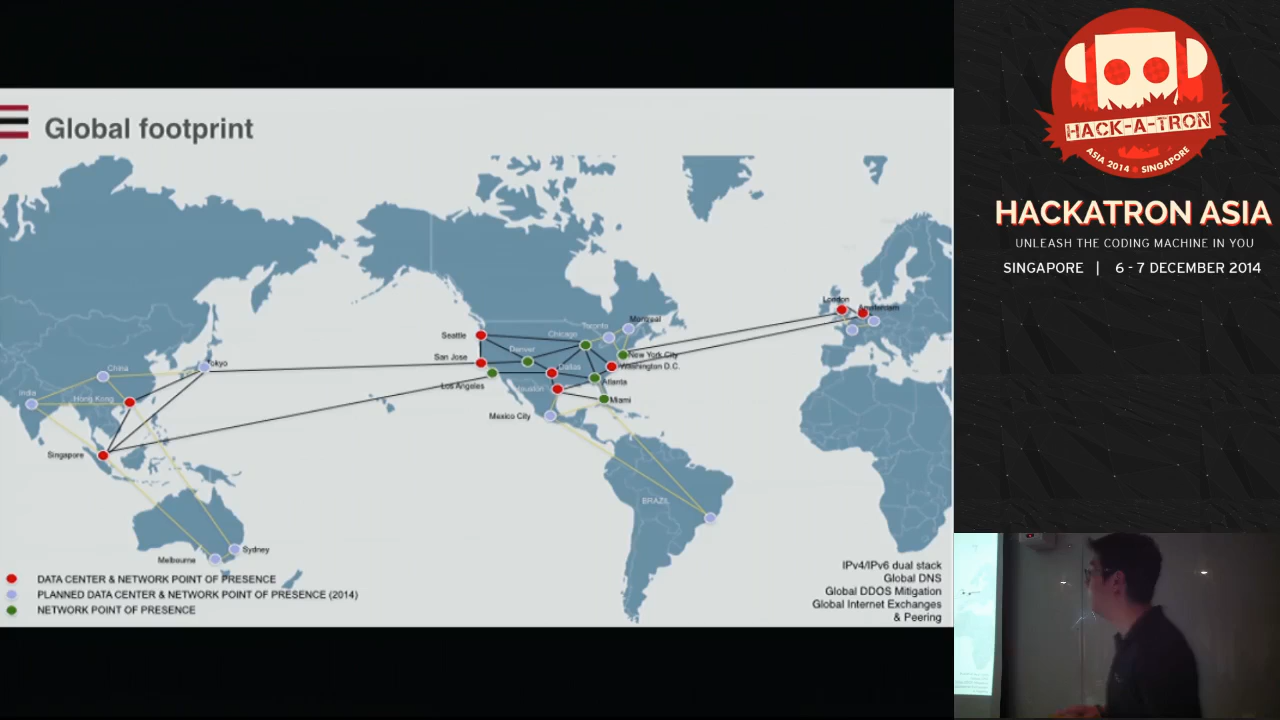 Global footprint
London
Amsterdam
Montreal
Toronto
Chicago
Seattle
New York City
Denver
San Jose
Washington D.C.
Tokyo
Dallas
China
Los Angeles
Atlanta
Houston
India
Hong Kong
Miami
Mexico City
Singapore
BRAZIL
Sydney
Melbourne
DATA CENTER & NETWORK POINT OF PRESENCE
PLANNED DATA CENTER & NETWORK POINT OF PRESENCE (2014)
NETWORK POINT OF PRESENCE
IPv4/IPv6 dual stack
Global DNS
Global DDOS Mitigation
Global Internet Exchanges
& Peering
HACK-A-TRON
ASIA 2014 SINGAPORE
HACKATRON ASIA
UNLEASH THE CODING MACHINE IN YOU
SINGAPORE | 6 - 7 DECEMBER 2014